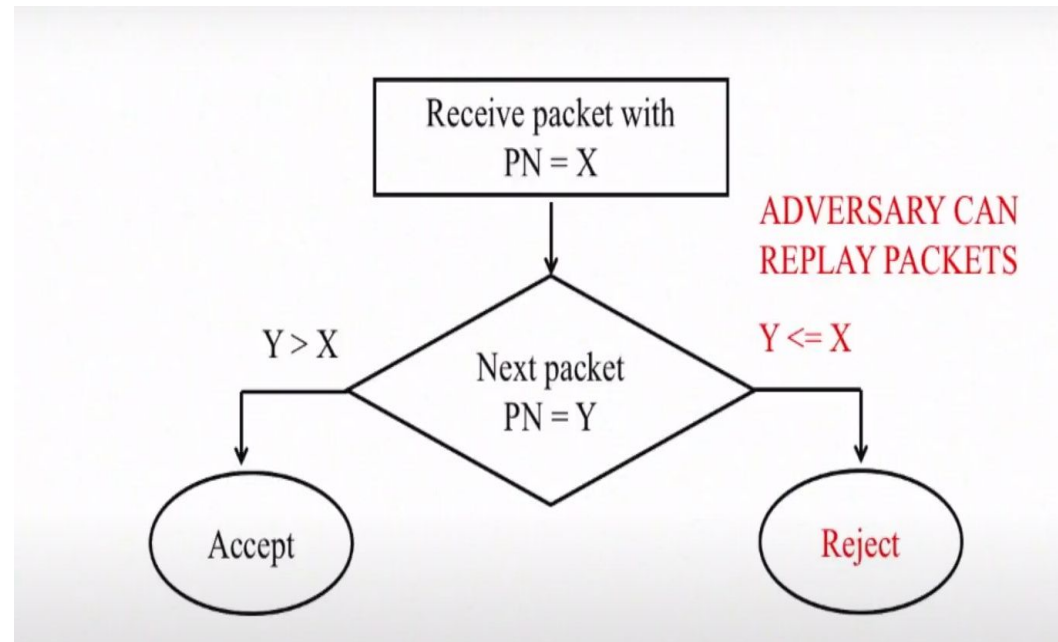 Receive packet with
PN = X
ADVERSARY CAN
REPLAY PACKETS
Y > X
Y <= X
Next packet
PN = Y
Accept
Reject